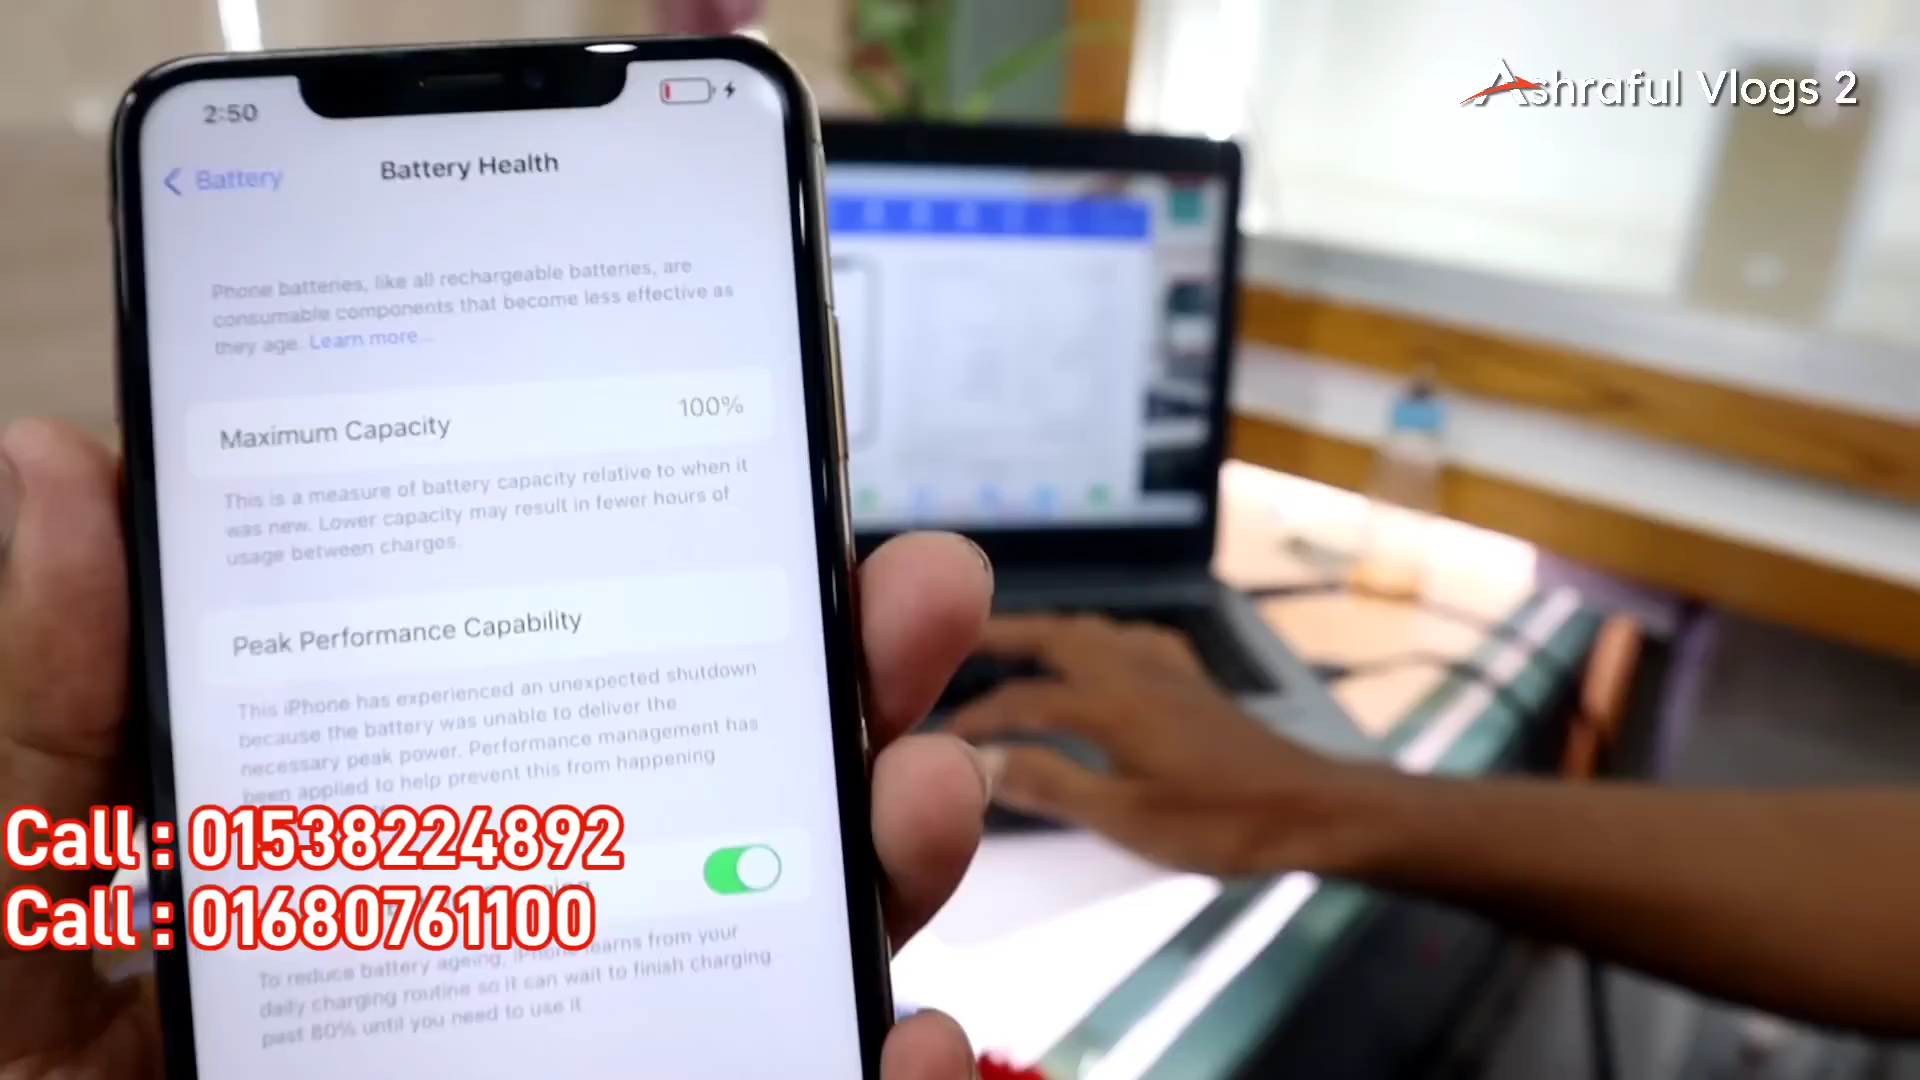 Ashraful Vlogs 2
2:50
Battery
Battery Health
Phone batteries, like all rechargeable batteries, are
consumable components that become less effective as
they age. Learn more...
Maximum Capacity 100%
This is a measure of battery capacity relative to when it
was new. Lower capacity may result in fewer hours of
usage between charges.
Peak Performance Capability
This iPhone has experienced an unexpected shutdown
because the battery was unable to deliver the
necessary peak power. Performance management has
been applied to help prevent this from happening
Call : 01538224892
Call : 01680761100
To reduce battery ageing, iPhone learns from your
daily charging routine so it can wait to finish charging
past 80% until you need to use it